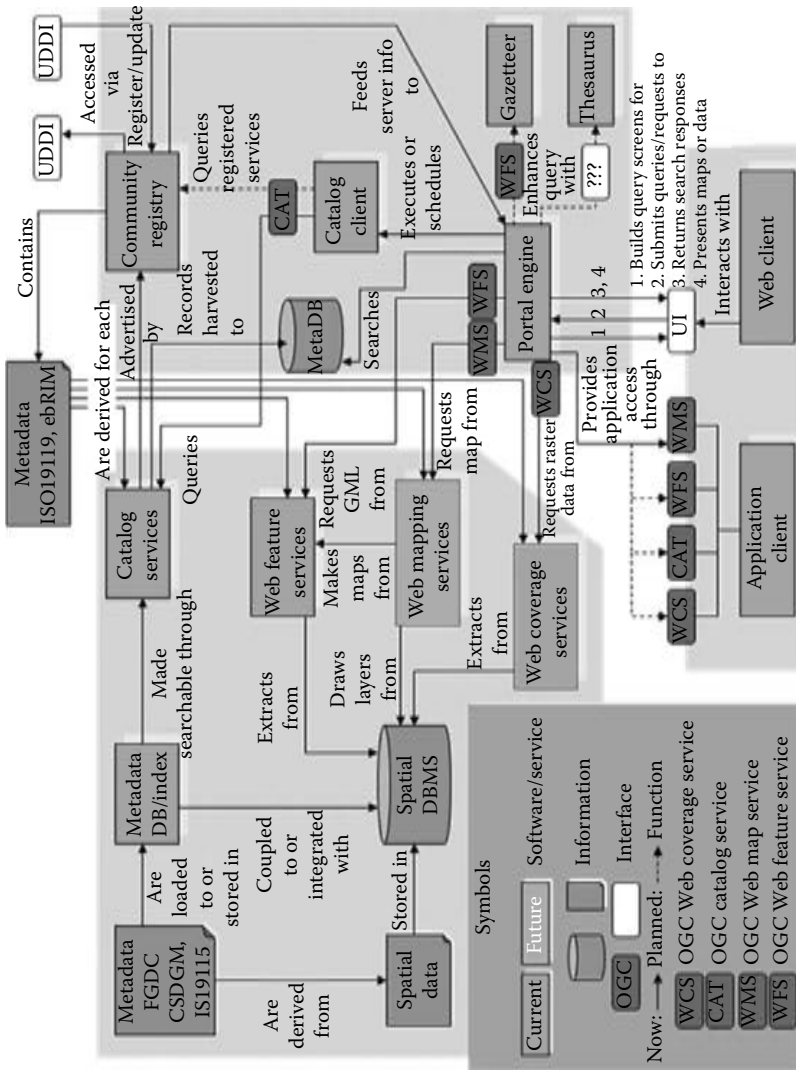 Metadata
FGDC
CSDGM,
IS19115
Are
loaded
to or
stored in
Metadata
DB/index
Made
searchable through
Catalog
services
Are derived for each
Metadata
ISO19119, ebRIM
Contains
Advertised
by
Records
harvested
to
Community
registry
Accessed
via
UDDI
UDDI
Register/update
Queries
Queries
registered
services
CAT
Catalog
client
Executes or
schedules
Feeds
server info
to
MetaDB
Searches
Are
derived
from
Coupled
to or
integrated
with
Spatial
data
Stored in
Spatial
DBMS
Extracts
from
Web feature
services
Requests
GML
from
Makes
maps
from
Draws
layers
from
Web mapping
services
Requests
map from
WMS
WFS
Extracts
from
Web coverage
services
Requests raster
data from
WCS
Portal engine
Enhances
query
with
WFS
Gazetteer
???
Thesaurus
Provides
application
access
through
1 2 3, 4
1. Builds query screens for
2. Submits queries/requests to
3. Returns search responses
4. Presents maps or data
UI
Interacts with
Web client
WCS
CAT
WFS
WMS
Application
client
Symbols
Current
Future
Software/service
Information
OGC
Interface
Now:
Planned:
Function
WCS OGC Web coverage service
CAT OGC catalog service
WMS OGC Web map service
WFS OGC Web feature service